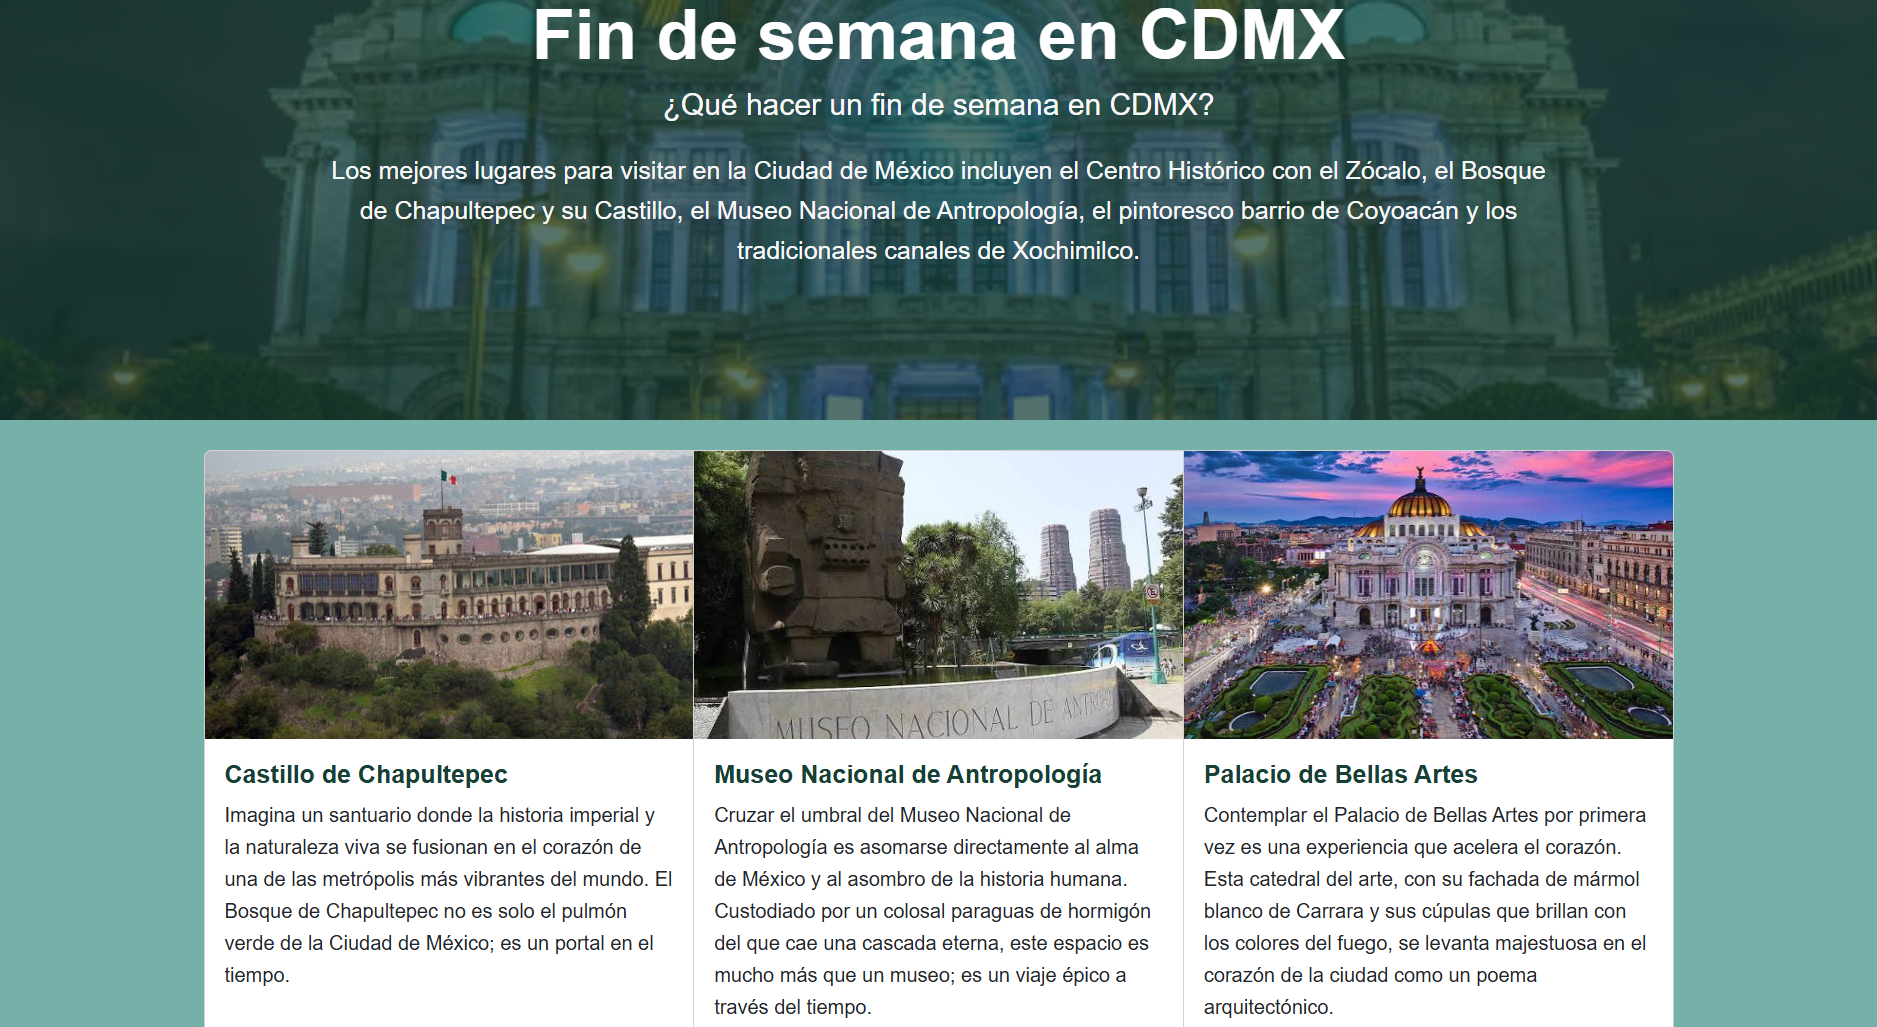 Fin de semana en CDMX
¿Qué hacer un fin de semana en CDMX?
Los mejores lugares para visitar en la Ciudad de México incluyen el Centro Histórico con el Zócalo, el Bosque
de Chapultepec y su Castillo, el Museo Nacional de Antropología, el pintoresco barrio de Coyoacán y los
tradicionales canales de Xochimilco.
MUSEO NACIONAL DE
Castillo de Chapultepec
Imagina un santuario donde la historia imperial y
la naturaleza viva se fusionan en el corazón de
una de las metrópolis más vibrantes del mundo. El
Bosque de Chapultepec no es solo el pulmón
verde de la Ciudad de México; es un portal en el
tiempo.
Museo Nacional de Antropología
Cruzar el umbral del Museo Nacional de
Antropología es asomarse directamente al alma
de México y al asombro de la historia humana.
Custodiado por un colosal paraguas de hormigón
del que cae una cascada eterna, este espacio es
mucho más que un museo; es un viaje épico a
través del tiempo.
Palacio de Bellas Artes
Contemplar el Palacio de Bellas Artes por primera
vez es una experiencia que acelera el corazón.
Esta catedral del arte, con su fachada de mármol
blanco de Carrara y sus cúpulas que brillan con
los colores del fuego, se levanta majestuosa en el
corazón de la ciudad como un poema
arquitectónico.